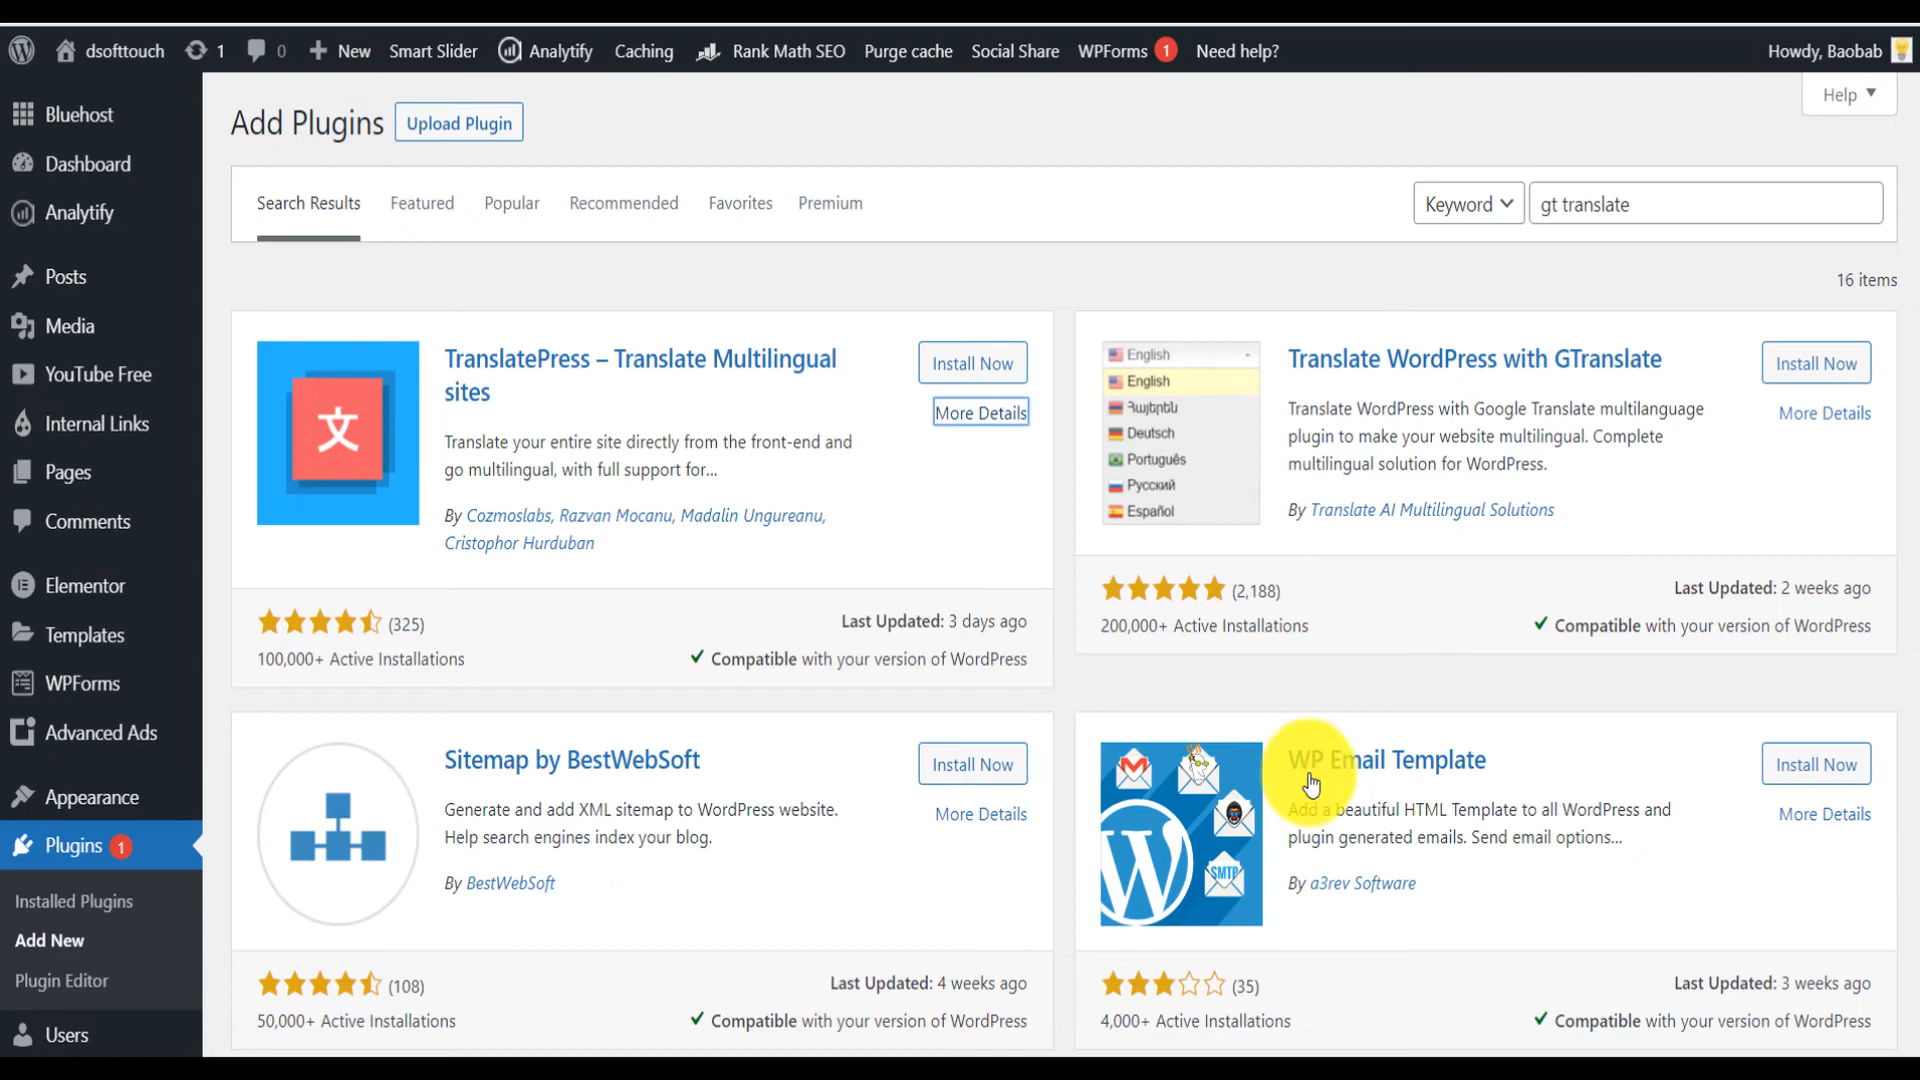 dsofttouch 1 0 New Smart Slider Analytify Caching Rank Math SEO Purge cache Social Share WPForms 1 Need help? Howdy, Baobab
Bluehost
Dashboard
Analytify
Posts
Media
YouTube Free
Internal Links
Pages
Comments
Elementor
Templates
WPForms
Advanced Ads
Appearance
Plugins 1
Installed Plugins
Add New
Plugin Editor
Users
Help
Add Plugins Upload Plugin
Search Results Featured Popular Recommended Favorites Premium Keyword gt translate
16 items
文
TranslatePress – Translate Multilingual
sites
Install Now
More Details
Translate your entire site directly from the front-end and
go multilingual, with full support for...
By Cozmoslabs, Razvan Mocanu, Madalin Ungureanu,
Cristophor Hurduban
(325)
Last Updated: 3 days ago
100,000+ Active Installations
Compatible with your version of WordPress
English
English
Հայերեն
Deutsch
Português
Русский
Español
Translate WordPress with GTranslate
Install Now
More Details
Translate WordPress with Google Translate multilanguage
plugin to make your website multilingual. Complete
multilingual solution for WordPress.
By Translate AI Multilingual Solutions
(2,188)
Last Updated: 2 weeks ago
200,000+ Active Installations
Compatible with your version of WordPress
Sitemap by BestWebSoft
Install Now
More Details
Generate and add XML sitemap to WordPress website.
Help search engines index your blog.
By BestWebSoft
(108)
Last Updated: 4 weeks ago
50,000+ Active Installations
Compatible with your version of WordPress
SMTP
WP Email Template
Install Now
More Details
Add a beautiful HTML Template to all WordPress and
plugin generated emails. Send email options...
By a3rev Software
(35)
Last Updated: 3 weeks ago
4,000+ Active Installations
Compatible with your version of WordPress